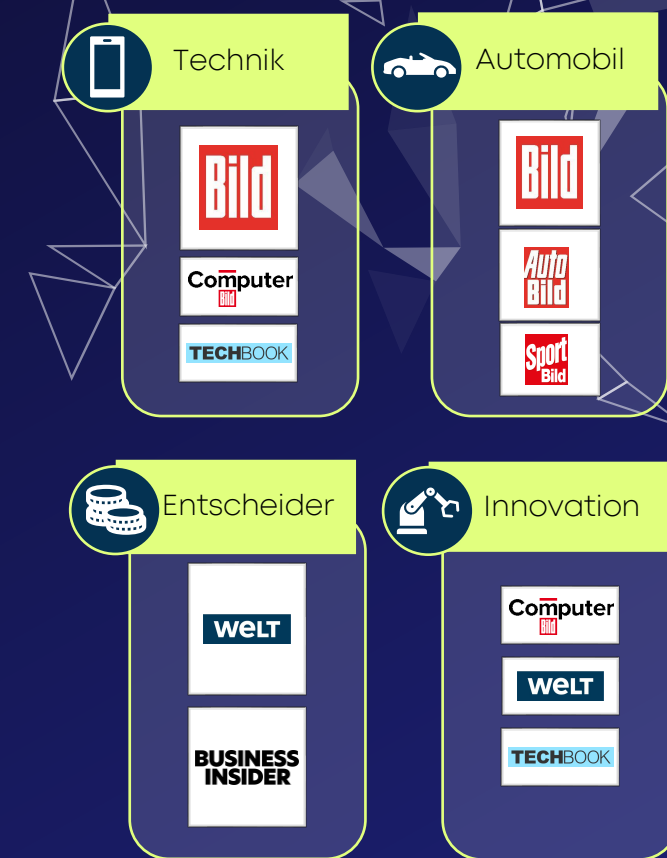 Technik
Bild
Computer
Bild
TECHBOOK
Automobil
Bild
Auto
Bild
Sport
Bild
Entscheider
WELT
BUSINESS
INSIDER
Innovation
Computer
Bild
WELT
TECHBOOK